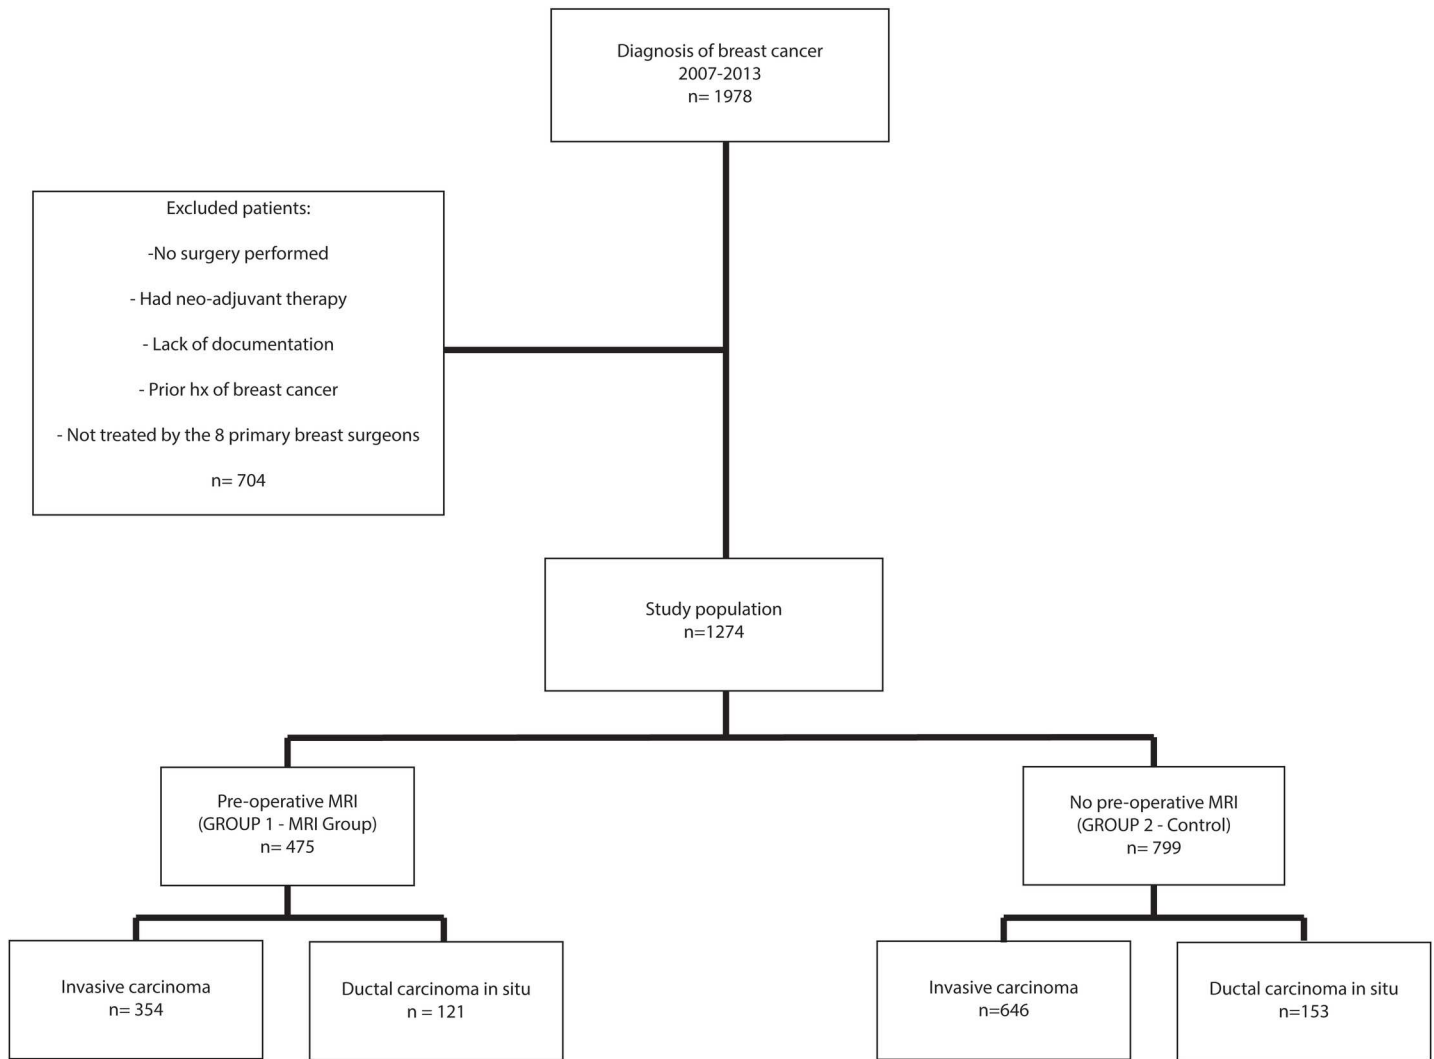 Diagnosis of breast cancer
2007-2013
n= 1978
Excluded patients:
-No surgery performed
- Had neo-adjuvant therapy
- Lack of documentation
- Prior hx of breast cancer
- Not treated by the 8 primary breast surgeons
n= 704
Study population
n=1274
Pre-operative MRI
(GROUP 1 - MRI Group)
n= 475
No pre-operative MRI
(GROUP 2 - Control)
n= 799
Invasive carcinoma
n= 354
Ductal carcinoma in situ
n = 121
Invasive carcinoma
n=646
Ductal carcinoma in situ
n=153